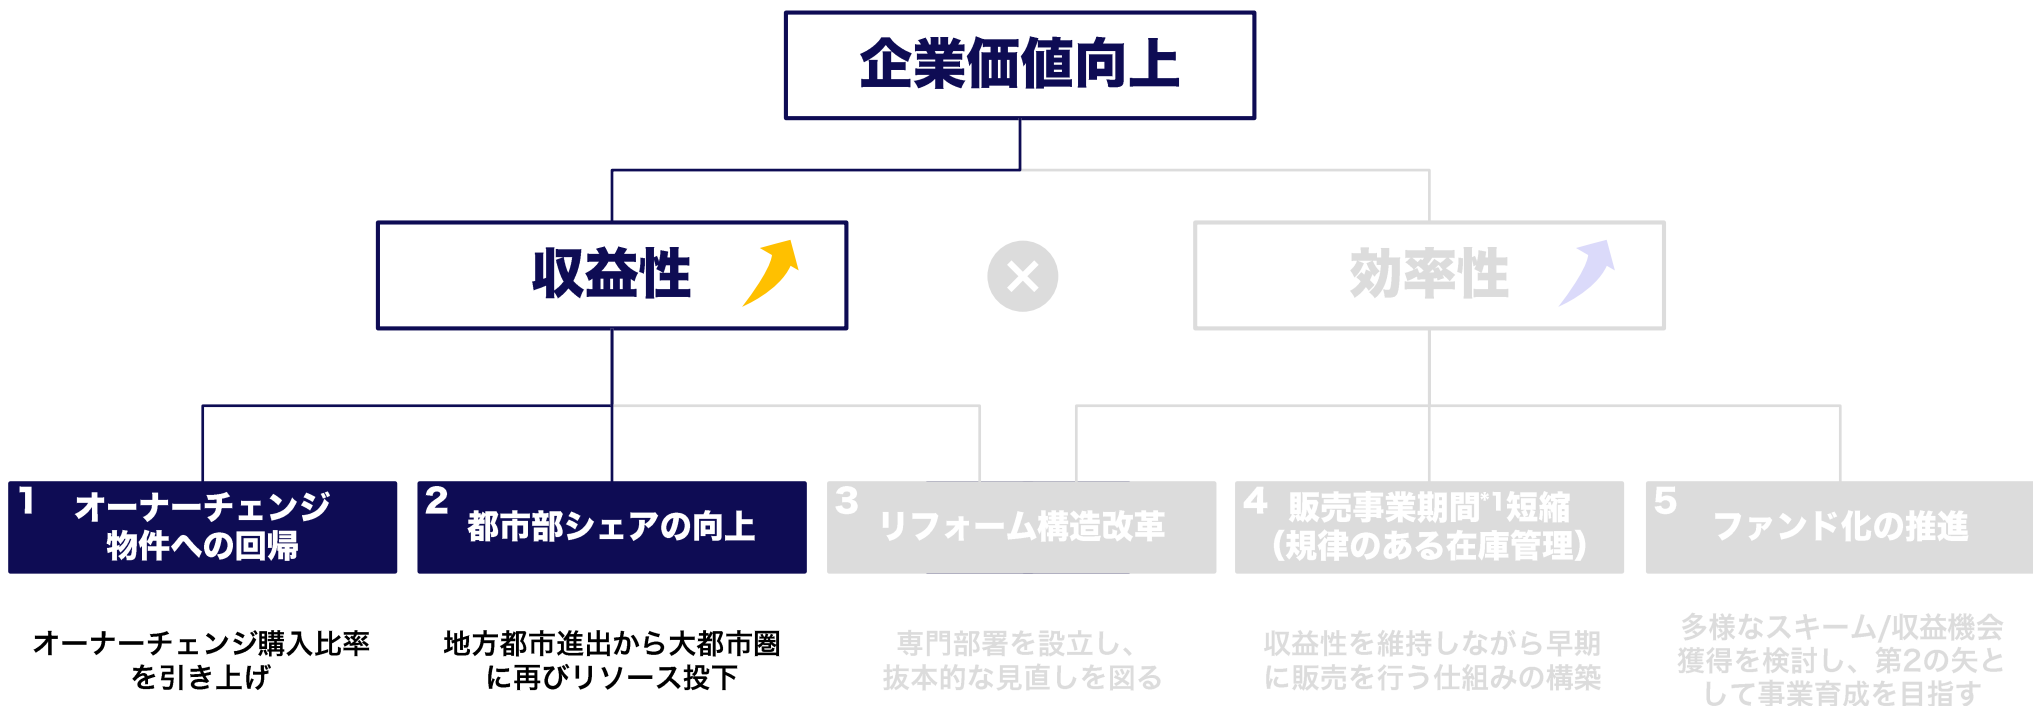 企業価値向上
収益性
×
効率性
1
オーナーチェンジ
物件への回帰
2
都市部シェアの向上
3
リフォーム構造改革
4
販売事業期間*1短縮
(規律のある在庫管理)
5
ファンド化の推進
オーナーチェンジ購入比率
を引き上げ
地方都市進出から大都市圏
に再びリソース投下
専門部署を設立し、
抜本的な見直しを図る
収益性を維持しながら早期
に販売を行う仕組みの構築
多様なスキーム/収益機会
獲得を検討し、第2の矢と
して事業育成を目指す